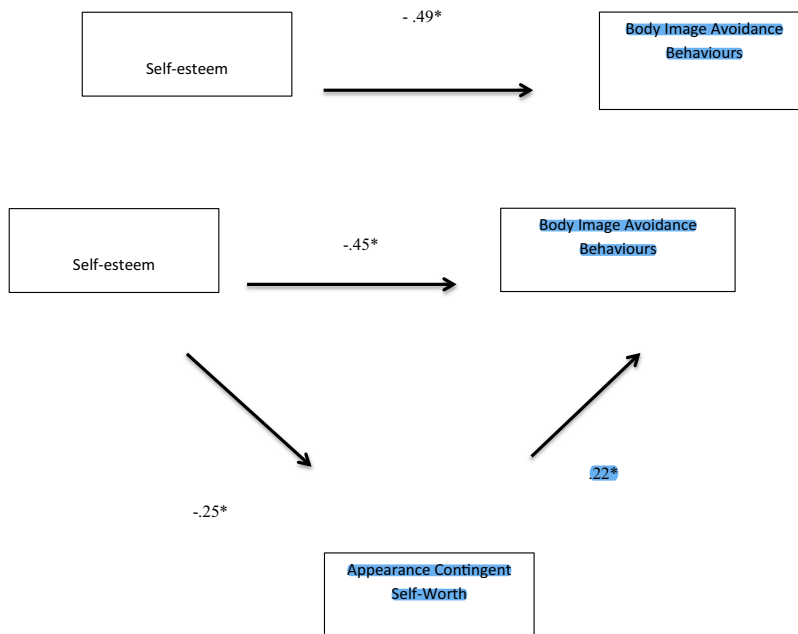 - .49*
Body Image Avoidance
Behaviours
Self-esteem
Body Image Avoidance
Behaviours
-.45*
Self-esteem
.22*
-.25*
Appearance Contingent
Self-Worth